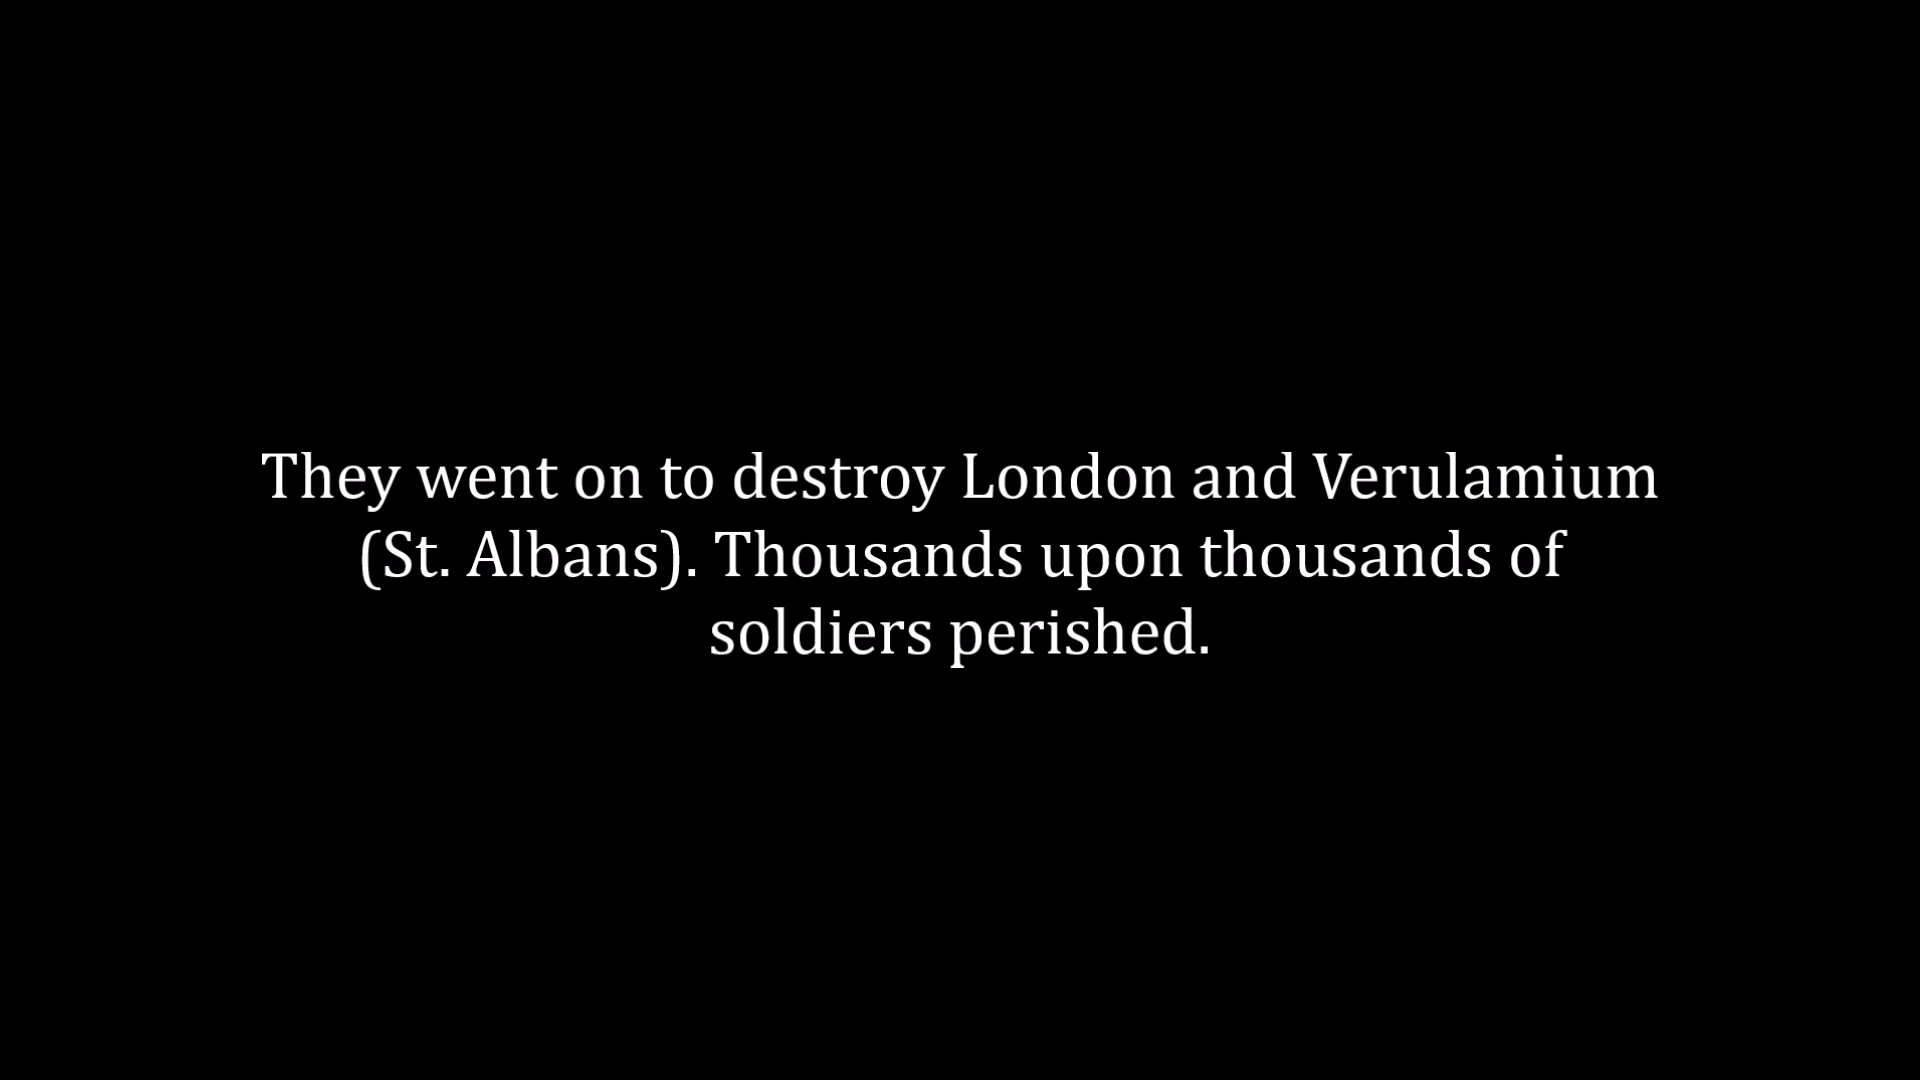 They went on to destroy London and Verulamium
(St. Albans). Thousands upon thousands of
soldiers perished.